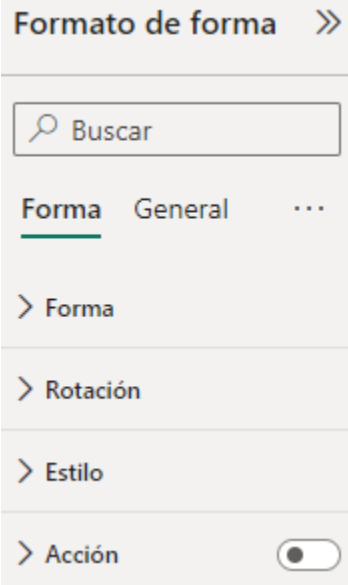 Formato de forma
Buscar
Forma General ...
Forma
Rotación
Estilo
Acción